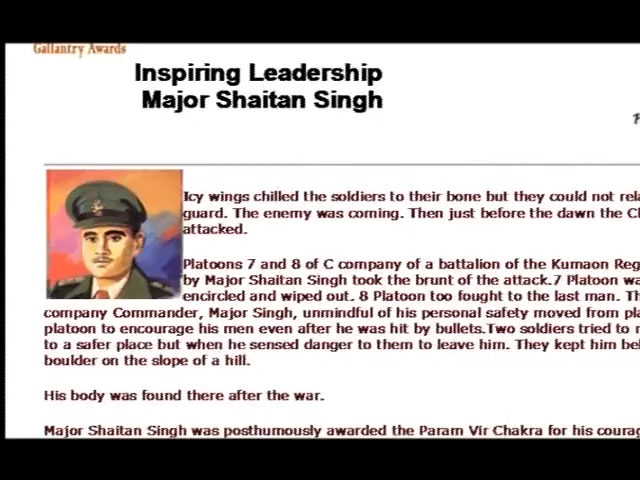 Gallantry Awards
Inspiring Leadership
Major Shaitan Singh
Icy wings chilled the soldiers to their bone but they could not rela
guard. The enemy was coming. Then just before the dawn the Ch
attacked.
Platoons 7 and 8 of C company of a battalion of the Kumaon Reg
by Major Shaitan Singh took the brunt of the attack.7 Platoon wa
encircled and wiped out. 8 Platoon too fought to the last man. Th
company Commander, Major Singh, unmindful of his personal safety moved from pla
platoon to encourage his men even after he was hit by bullets.Two soldiers tried to
to a safer place but when he sensed danger to them to leave him. They kept him be
boulder on the slope of a hill.
His body was found there after the war.
Major Shaitan Singh was posthumously awarded the Param Vir Chakra for his courag